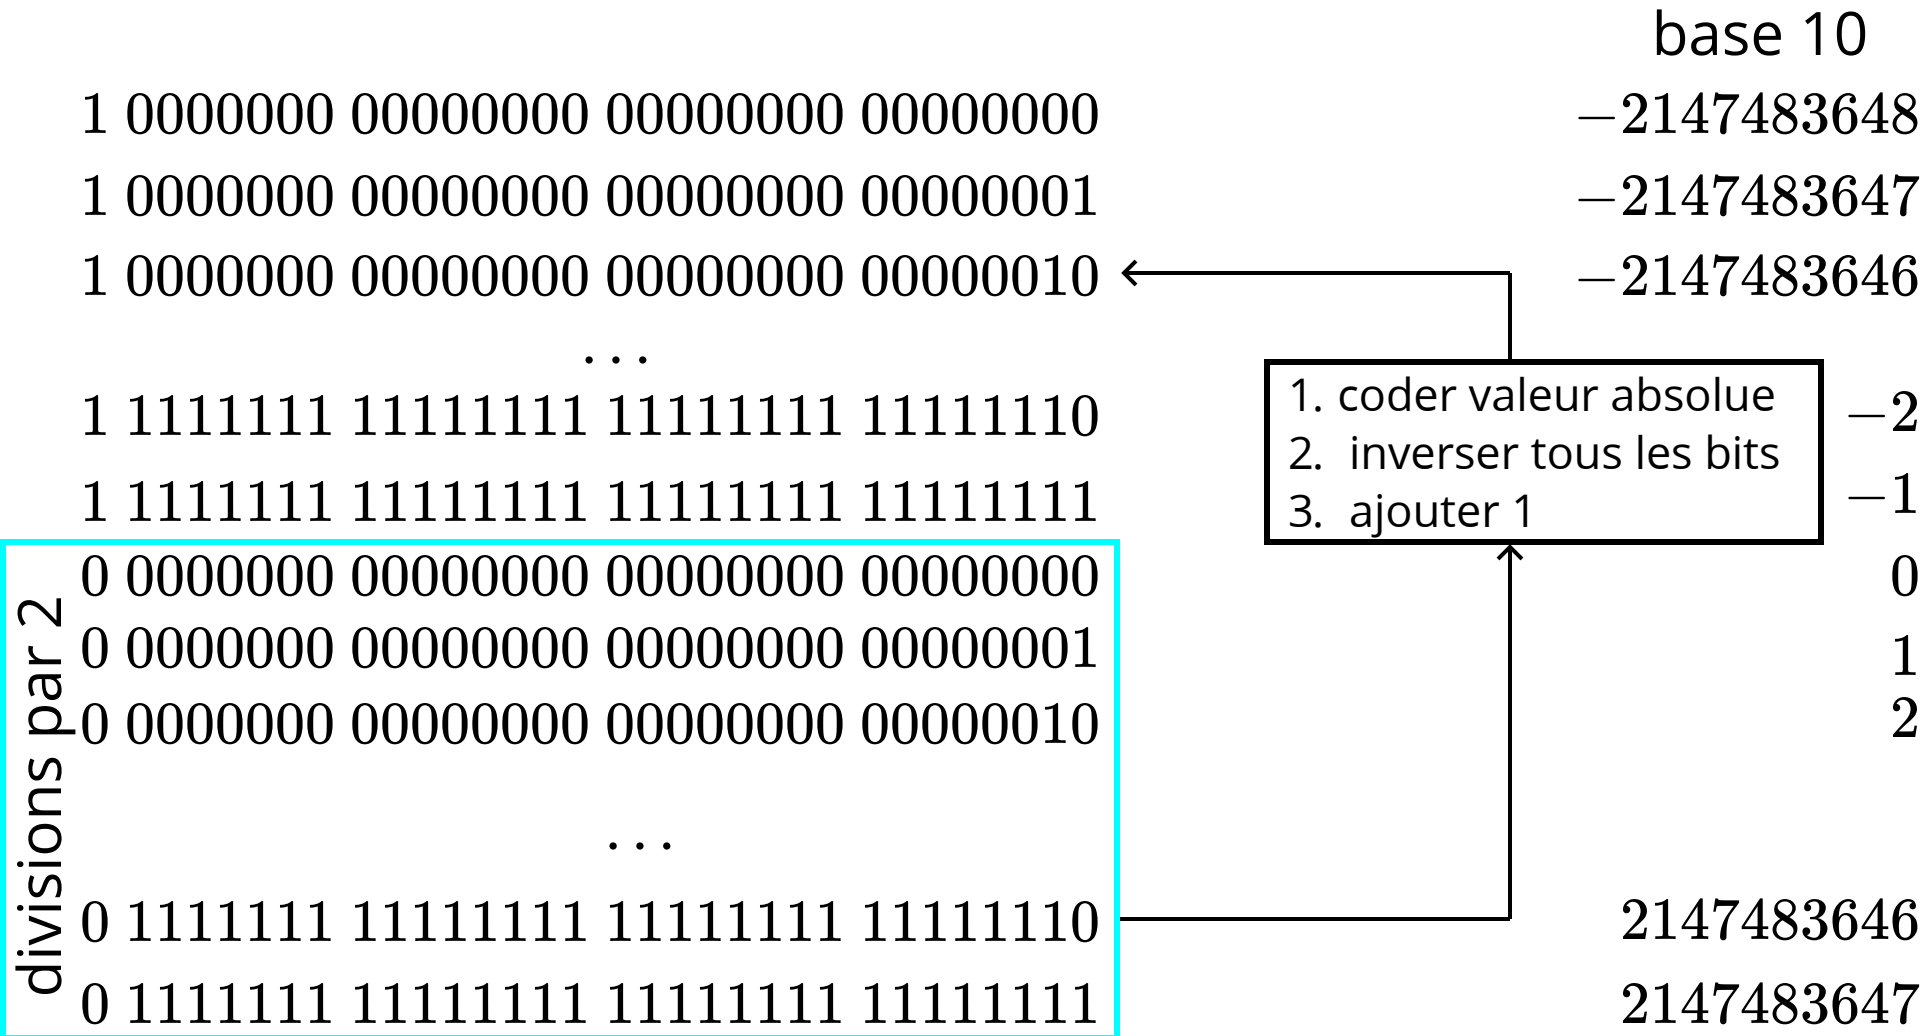 base 10
1 0000000 00000000 00000000 00000000 −2147483648
1 0000000 00000000 00000000 00000001 −2147483647
1 0000000 00000000 00000000 00000010 −2147483646
...
1. coder valeur absolue
2. inverser tous les bits
3. ajouter 1
1 1111111 11111111 11111111 11111110 −2
1 1111111 11111111 11111111 11111111 −1
divisions par 2
0 0000000 00000000 00000000 00000000 0
0 0000000 00000000 00000000 00000001 1
0 0000000 00000000 00000000 00000010 2
...
0 1111111 11111111 11111111 11111110 2147483646
0 1111111 11111111 11111111 11111111 2147483647